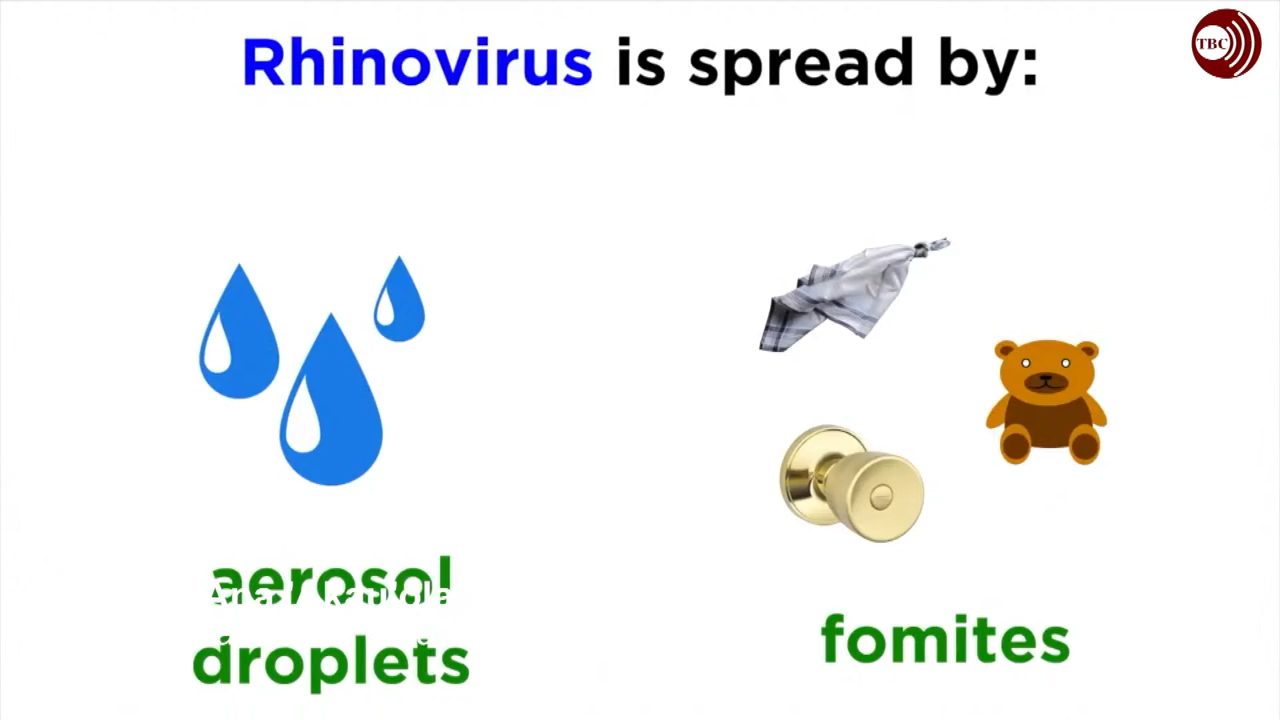 Rhinovirus is spread by:
TBC
aerosol
droplets
fomites